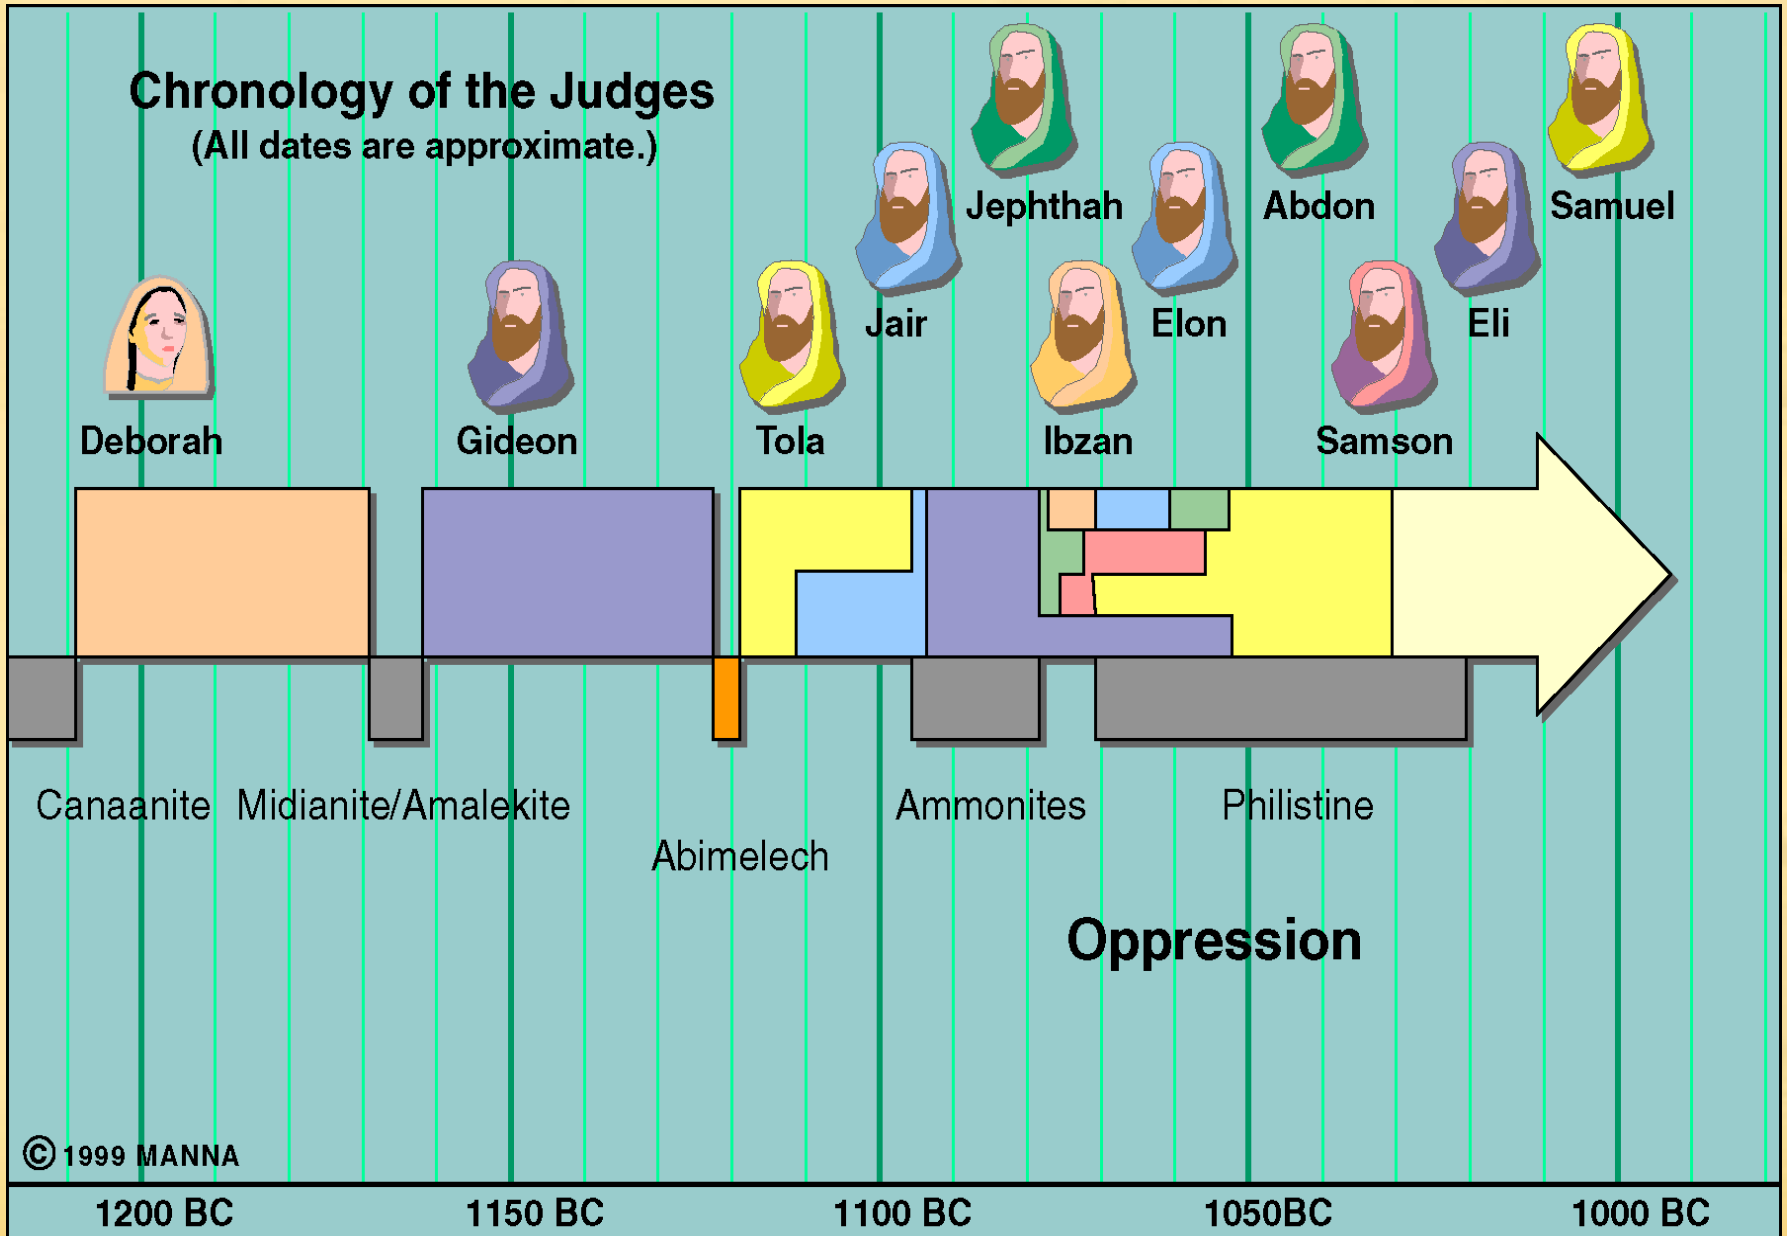 Chronology of the Judges
(All dates are approximate.)
Jephthah
Abdon
Samuel
Jair
Elon
Eli
Deborah
Gideon
Tola
Ibzan
Samson
Canaanite
Midianite/Amalekite
Ammonites
Philistine
Abimelech
Oppression
© 1999 MANNA
1200 BC
1150 BC
1100 BC
1050BC
1000 BC